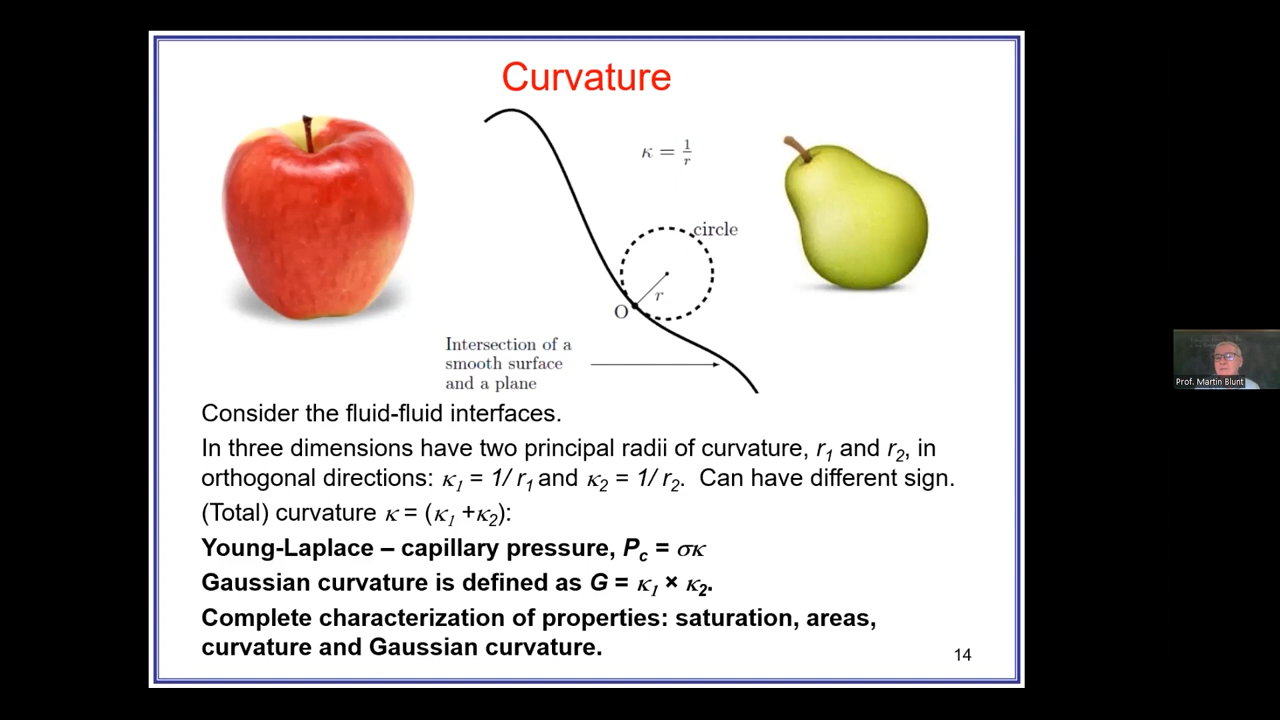 Curvature
κ = 1/r
circle
r
O
Intersection of a
smooth surface
and a plane
Consider the fluid-fluid interfaces.
In three dimensions have two principal radii of curvature, r₁ and r₂, in
orthogonal directions: κ₁ = 1/ r₁ and κ₂ = 1/ r₂. Can have different sign.
(Total) curvature κ = (κ₁ +κ₂):
Young-Laplace – capillary pressure, Pc = σκ
Gaussian curvature is defined as G = κ₁ × κ₂.
Complete characterization of properties: saturation, areas,
curvature and Gaussian curvature.
14
Prof. Martin Blunt